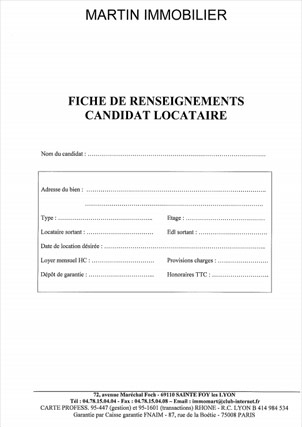 MARTIN IMMOBILIER
FICHE DE RENSEIGNEMENTS
CANDIDAT LOCATAIRE
Nom du candidat : ……………………………………………………………
Adresse du bien : ……………………………………………………………
……………………………………………………………
Type : …………………………….. Etage : …………………………..
Locataire sortant : …………………….. Edl sortant : …………………….
Date de location désirée : ……………………………………………………
Loyer mensuel HC : …………………… Provisions charges : ………………..
Dépôt de garantie : …………………… Honoraires TTC : …………………..
72, avenue Maréchal Foch - 69110 SAINTE FOY les LYON
Tél : 04.78.15.04.04 - Fax : 04.78.15.04.08 – Email : immomart@club-internet.fr
CARTE PROFESS. 95-447 (gestion) et 95-1601 (transactions) RHONE - R.C. LYON B 414 984 534
Garantie par Caisse garantie FNAIM - 87, rue de la Boétie - 75008 PARIS